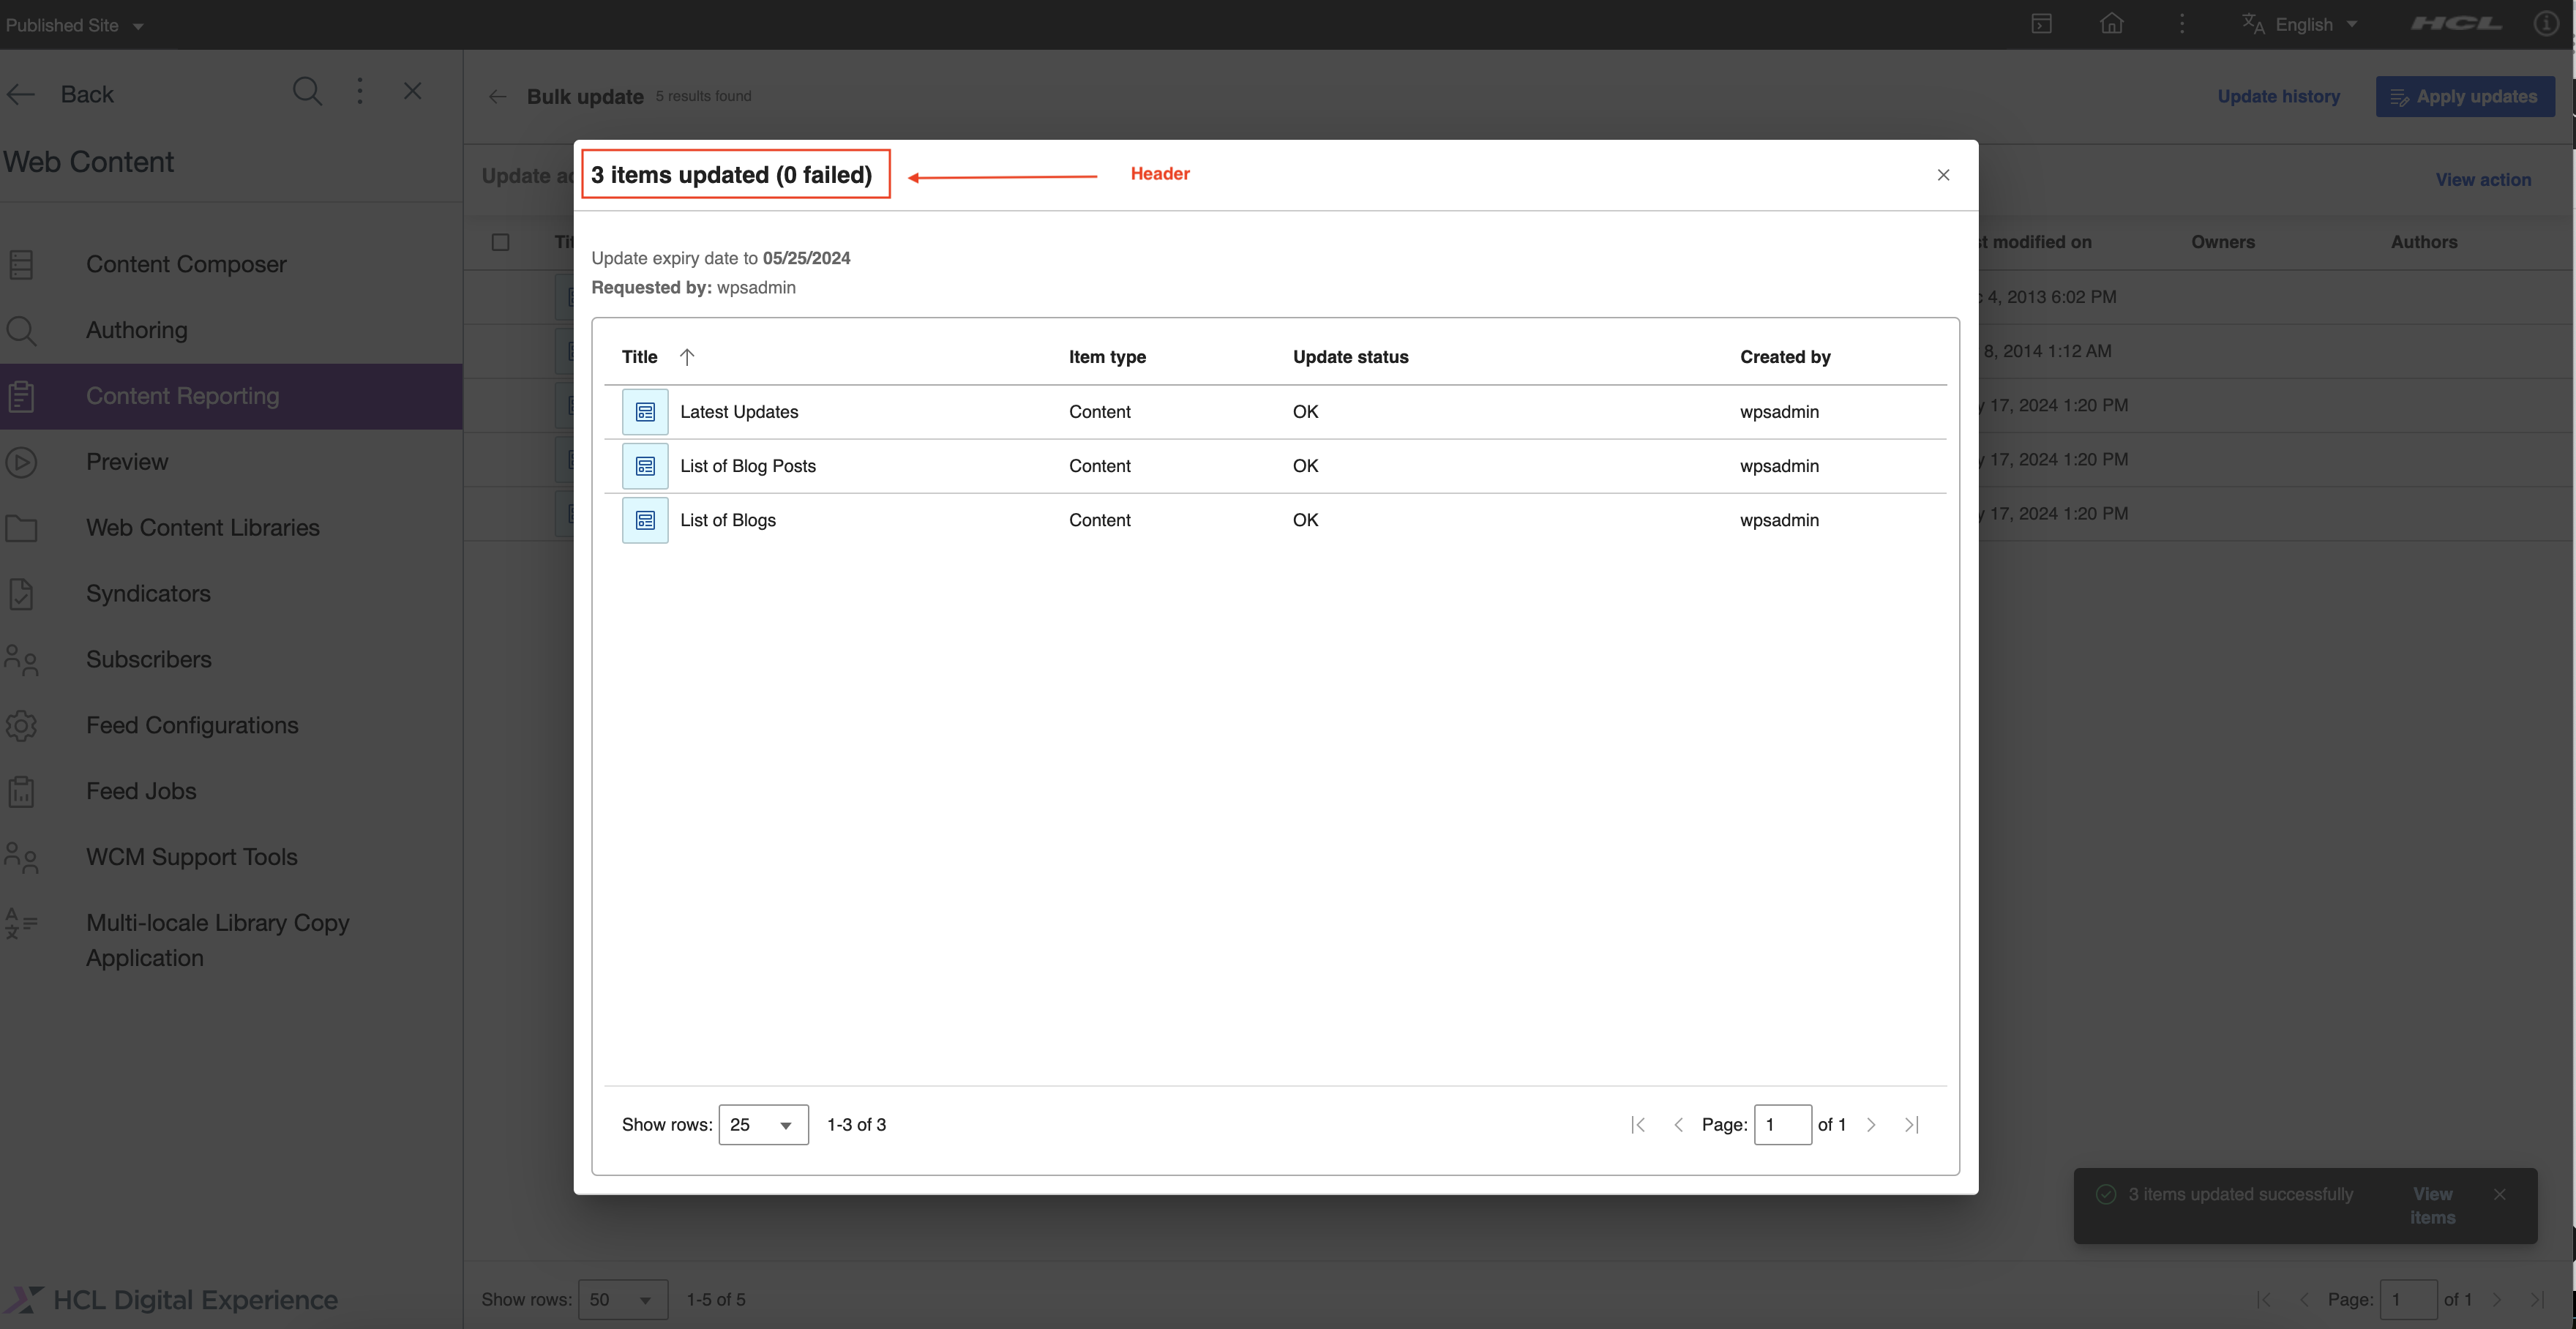 Published Site
English
HCL
Back
Bulk update 5 results found
Update history
Apply updates
Web Content
Update
View action
3 items updated (0 failed)
Header
Content Composer
Authoring
Content Reporting
Preview
Web Content Libraries
Syndicators
Subscribers
Feed Configurations
Feed Jobs
WCM Support Tools
Multi-locale Library Copy
Application
HCL Digital Experience
Update expiry date to 05/25/2024
Requested by: wpsadmin
Title Item type Update status Created by
Latest Updates Content OK wpsadmin
List of Blog Posts Content OK wpsadmin
List of Blogs Content OK wpsadmin
Show rows: 25 1-3 of 3 Page: 1 of 1
modified on Owners Authors
4, 2013 6:02 PM
8, 2014 1:12 AM
17, 2024 1:20 PM
17, 2024 1:20 PM
17, 2024 1:20 PM
3 items updated successfully View
items
Show rows: 50 1-5 of 5 Page: 1 of 1